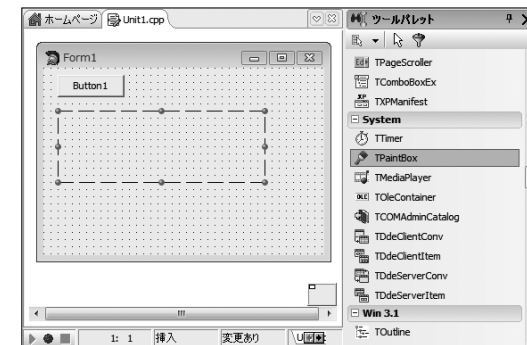 ホームページ
Unit1.cpp
Form1
Button1
1: 1
挿入
変更あり
ツールパレット
TPageScroller
TComboBoxEx
TXPManifest
System
TTimer
TPaintBox
TMediaPlayer
TOleContainer
TCOMAdminCatalog
TDdeClientConv
TDdeClientItem
TDdeServerConv
TDdeServerItem
Win 3.1
TOutline